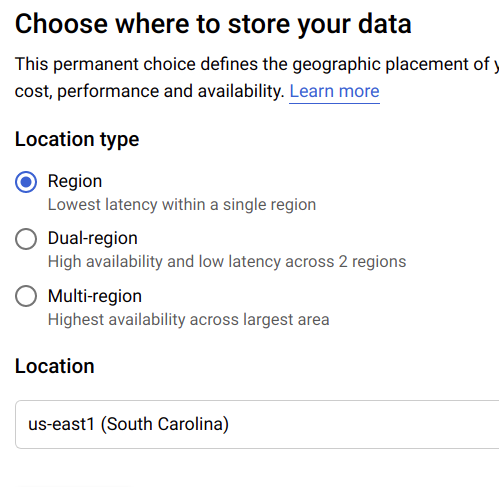 Choose where to store your data
This permanent choice defines the geographic placement of
cost, performance and availability. Learn more
Location type
Region
Lowest latency within a single region
Dual-region
High availability and low latency across 2 regions
Multi-region
Highest availability across largest area
Location
us-east1 (South Carolina)